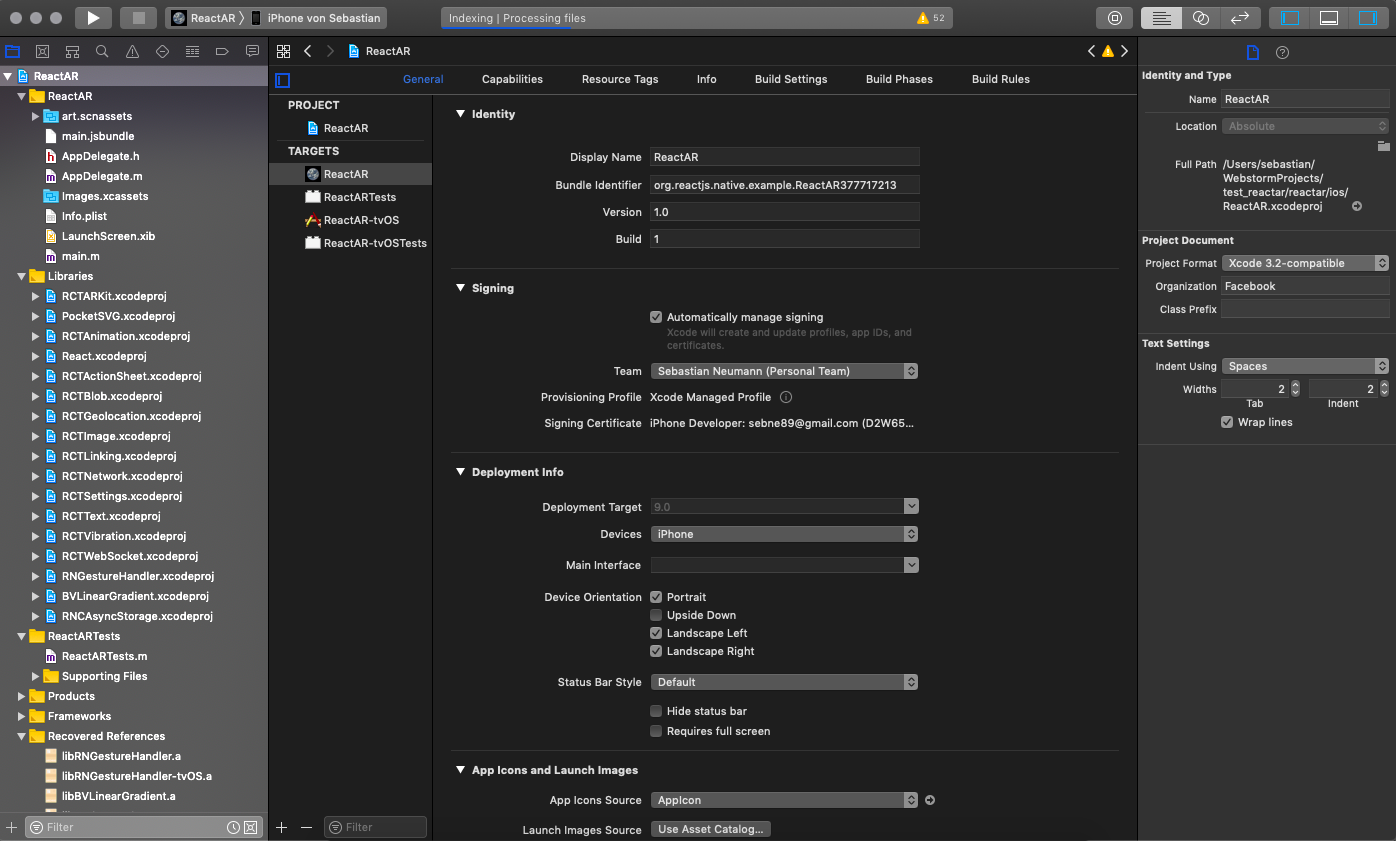 ReactAR
iPhone von Sebastian
Indexing | Processing files
52
ReactAR
ReactAR
art.scnassets
main.jsbundle
AppDelegate.h
AppDelegate.m
Images.xcassets
Info.plist
LaunchScreen.xib
main.m
Libraries
RCTARKit.xcodeproj
PocketSVG.xcodeproj
RCTAnimation.xcodeproj
React.xcodeproj
RCTActionSheet.xcodeproj
RCTBlob.xcodeproj
RCTGeolocation.xcodeproj
RCTImage.xcodeproj
RCTLinking.xcodeproj
RCTNetwork.xcodeproj
RCTSettings.xcodeproj
RCTText.xcodeproj
RCTVibration.xcodeproj
RCTWebSocket.xcodeproj
RNGestureHandler.xcodeproj
BVLinearGradient.xcodeproj
RNCAsyncStorage.xcodeproj
ReactARTests
ReactARTests.m
Supporting Files
Products
Frameworks
Recovered References
libRNGestureHandler.a
libRNGestureHandler-tvOS.a
libBVLinearGradient.a
Filter
ReactAR
General
Capabilities
Resource Tags
Info
Build Settings
Build Phases
Build Rules
PROJECT
ReactAR
TARGETS
ReactAR
ReactARTests
ReactAR-tvOS
ReactAR-tvOSTests
Filter
Identity
Display Name ReactAR
Bundle Identifier org.reactjs.native.example.ReactAR377717213
Version 1.0
Build 1
Signing
Automatically manage signing
Xcode will create and update profiles, app IDs, and
certificates.
Team Sebastian Neumann (Personal Team)
Provisioning Profile Xcode Managed Profile
Signing Certificate iPhone Developer: sebne89@gmail.com (D2W65...
Deployment Info
Deployment Target 9.0
Devices iPhone
Main Interface
Device Orientation Portrait
Upside Down
Landscape Left
Landscape Right
Status Bar Style Default
Hide status bar
Requires full screen
App Icons and Launch Images
App Icons Source AppIcon
Launch Images Source Use Asset Catalog...
Identity and Type
Name ReactAR
Location Absolute
Full Path /Users/sebastian/
WebstormProjects/
test_reactar/reactar/ios/
ReactAR.xcodeproj
Project Document
Project Format Xcode 3.2-compatible
Organization Facebook
Class Prefix
Text Settings
Indent Using Spaces
Widths 2 2
Tab Indent
Wrap lines